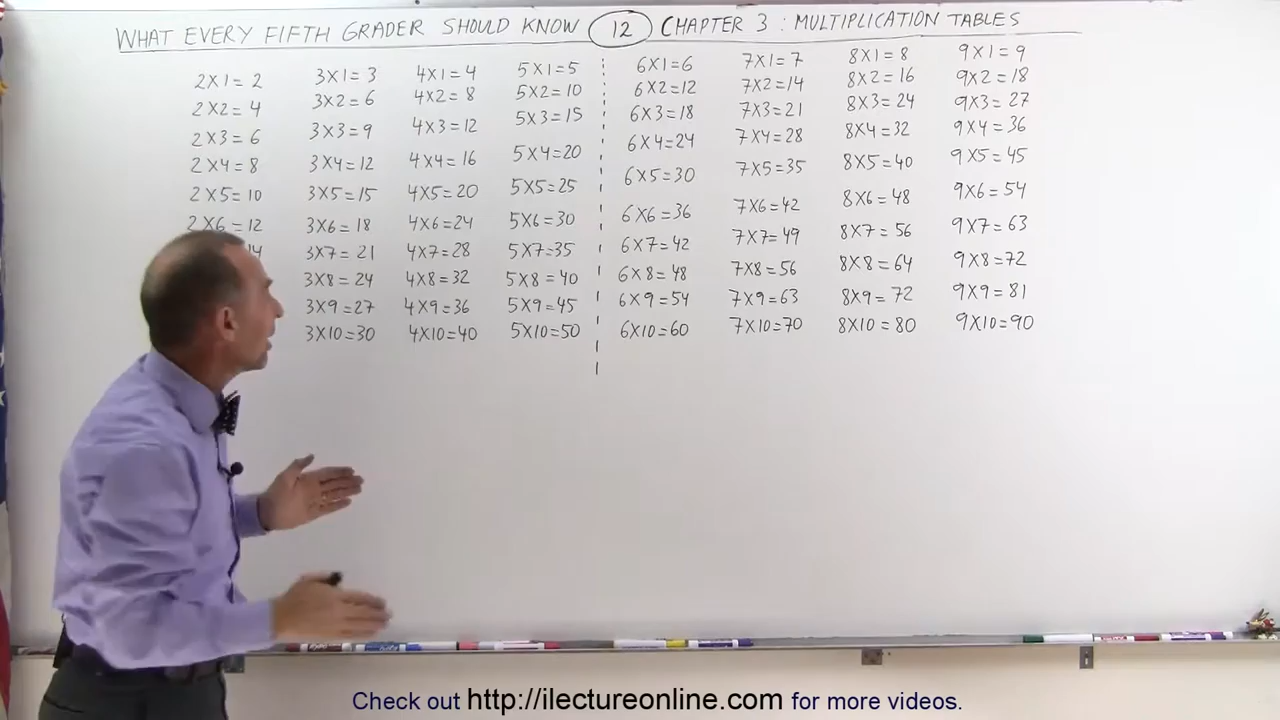 WHAT EVERY FIFTH GRADER SHOULD KNOW 12 CHAPTER 3 : MULTIPLICATION TABLES
2X1=2 3X1=3 4X1=4 5X1=5 6X1=6 7X1=7 8X1=8 9X1=9
2X2=4 3X2=6 4X2=8 5X2=10 6X2=12 7X2=14 8X2=16 9X2=18
2X3=6 3X3=9 4X3=12 5X3=15 6X3=18 7X3=21 8X3=24 9X3=27
2X4=8 3X4=12 4X4=16 5X4=20 6X4=24 7X4=28 8X4=32 9X4=36
2X5=10 3X5=15 4X5=20 5X5=25 6X5=30 7X5=35 8X5=40 9X5=45
2X6=12 3X6=18 4X6=24 5X6=30 6X6=36 7X6=42 8X6=48 9X6=54
14 3X7=21 4X7=28 5X7=35 6X7=42 7X7=49 8X7=56 9X7=63
3X8=24 4X8=32 5X8=40 6X8=48 7X8=56 8X8=64 9X8=72
3X9=27 4X9=36 5X9=45 6X9=54 7X9=63 8X9=72 9X9=81
3X10=30 4X10=40 5X10=50 6X10=60 7X10=70 8X10=80 9X10=90
Check out http://ilectureonline.com for more videos.